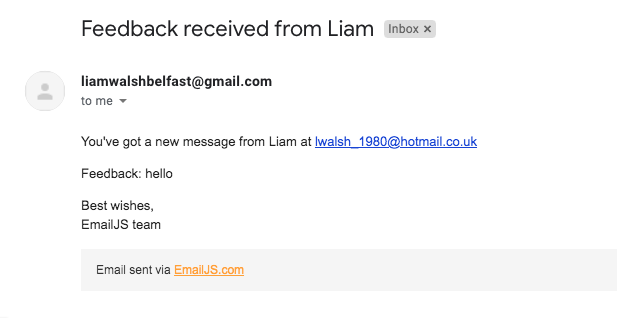 Feedback received from Liam Inbox ×
liamwalshbelfast@gmail.com
to me
You've got a new message from Liam at lwalsh_1980@hotmail.co.uk
Feedback: hello
Best wishes,
EmailJS team
Email sent via EmailJS.com